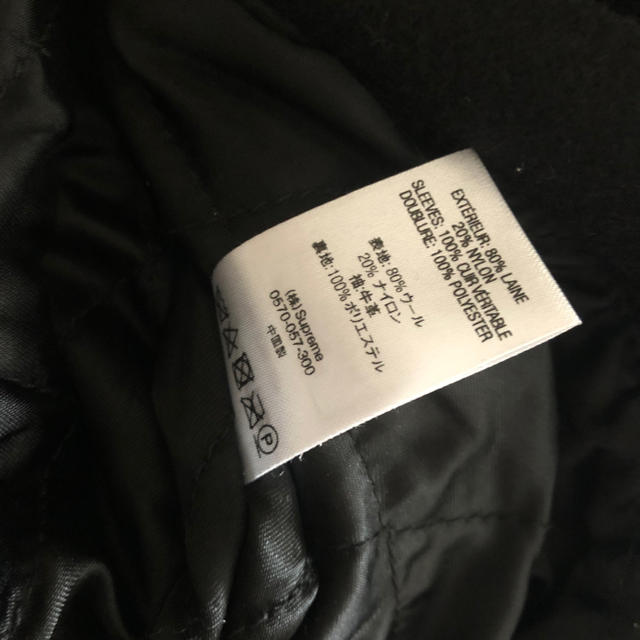 EXTÉRIEUR: 80% LAINE
20% NYLON
SLEEVES: 100% CUIR VÉRITABLE
DOUBLURE: 100% POLYESTER
表地: 80% ウール
20% ナイロン
袖: 牛革
裏地: 100% ポリエステル
(株)Supreme
0570-057-300
中国製
P